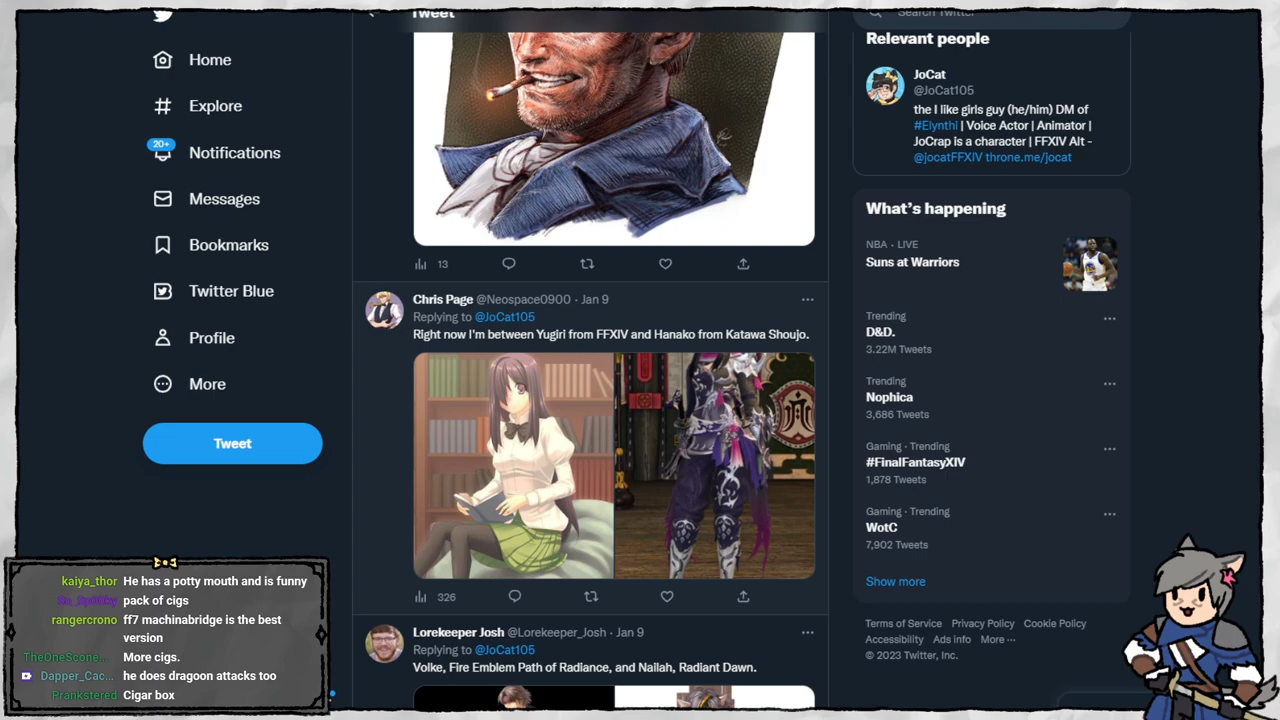 Home
Explore
20+
Notifications
Messages
Bookmarks
Twitter Blue
Profile
More
Tweet
Tweet
13
Chris Page @Neospace0900 · Jan 9
Replying to @JoCat105
Right now I'm between Yugiri from FFXIV and Hanako from Katawa Shoujo.
326
Lorekeeper Josh @Lorekeeper_Josh · Jan 9
Replying to @JoCat105
Volke, Fire Emblem Path of Radiance, and Nailah, Radiant Dawn.
Search Twitter
Relevant people
JoCat
@JoCat105
the I like girls guy (he/him) DM of
#Elynthi | Voice Actor | Animator |
JoCrap is a character | FFXIV Alt -
@jocatFFXIV throne.me/jocat
What's happening
NBA · LIVE
Suns at Warriors
Trending
D&D.
3.22M Tweets
Trending
Nophica
3,686 Tweets
Gaming · Trending
#FinalFantasyXIV
1,878 Tweets
Gaming · Trending
WotC
7,902 Tweets
Show more
Terms of Service Privacy Policy Cookie Policy
Accessibility Ads info More ···
© 2023 Twitter, Inc.
kaiya_thor He has a potty mouth and is funny
pack of cigs
rangercrono ff7 machinabridge is the best
version
TheOneScone... More cigs.
Dapper_Cac... he does dragoon attacks too
Prankstered Cigar box